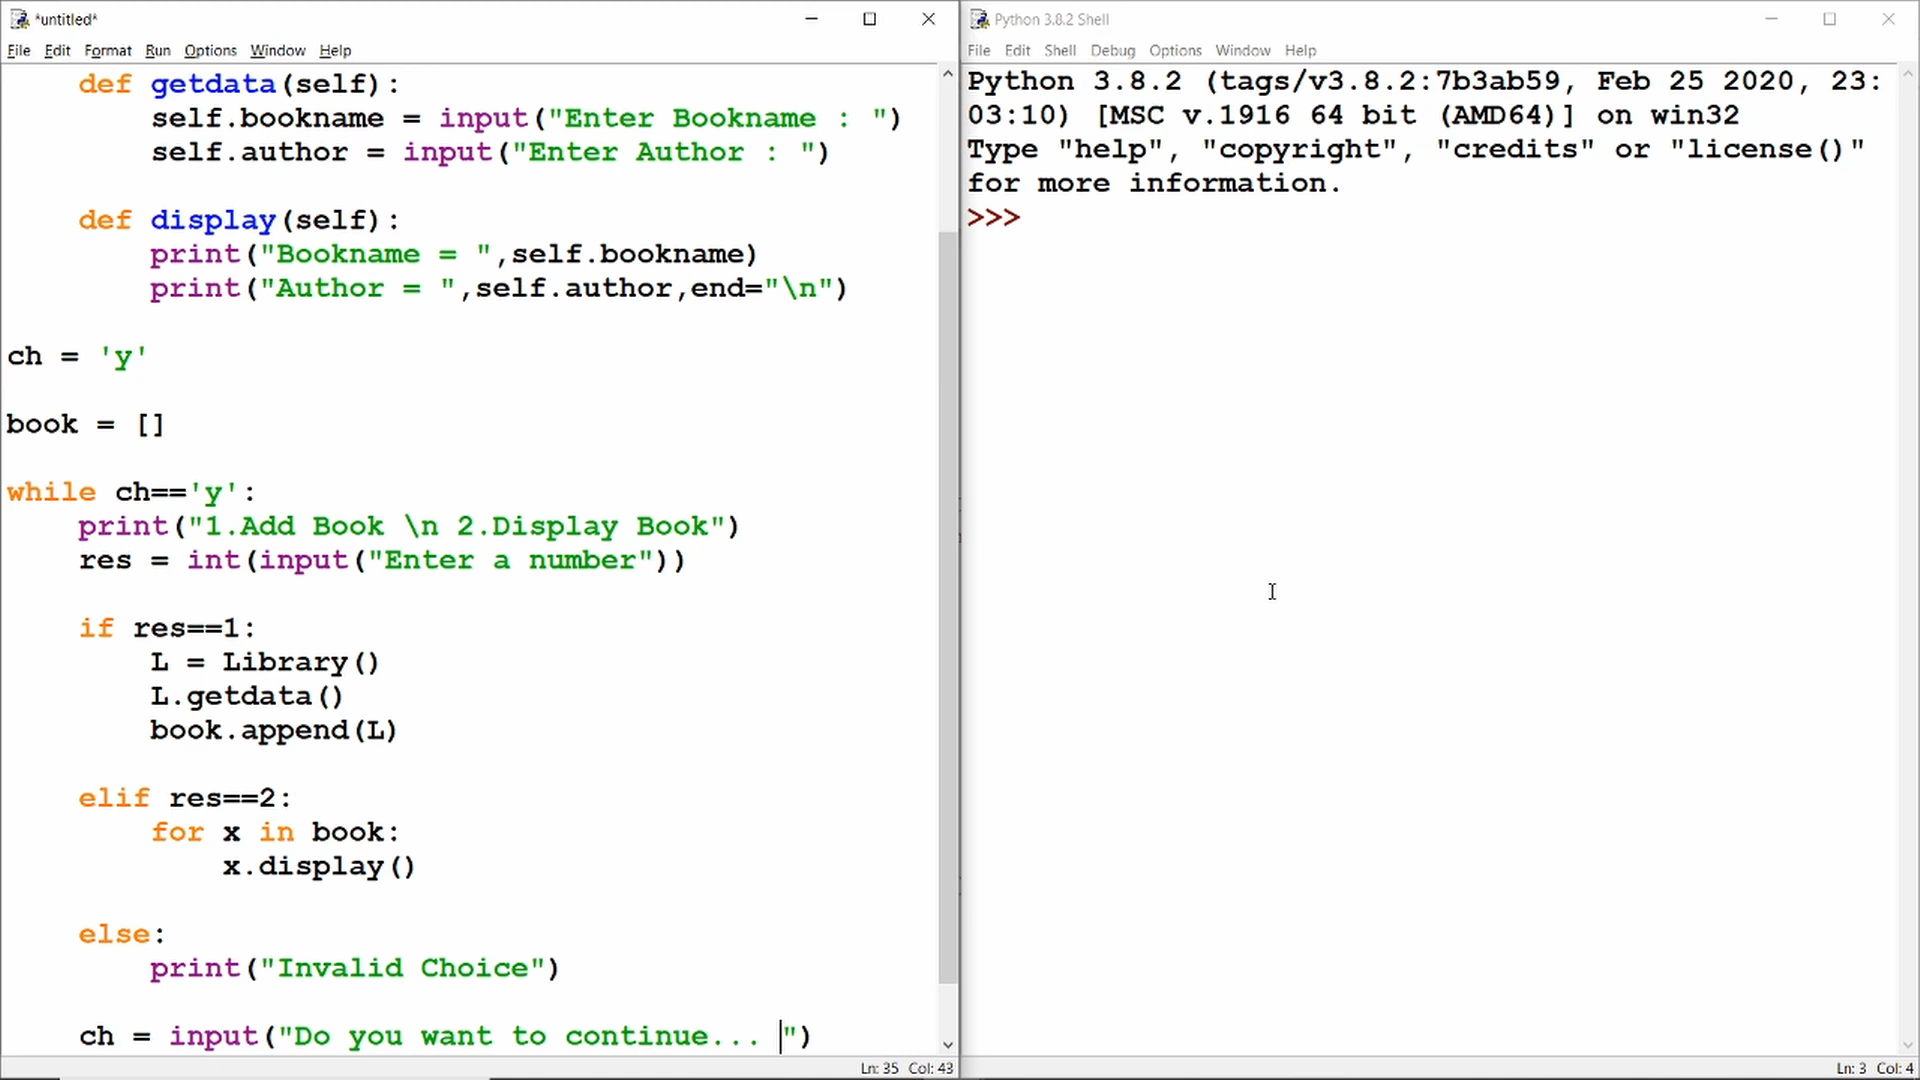 *untitled*
File Edit Format Run Options Window Help
def getdata(self):
self.bookname = input("Enter Bookname : ")
self.author = input("Enter Author : ")
def display(self):
print("Bookname = ",self.bookname)
print("Author = ",self.author,end="\n")
ch = 'y'
book = []
while ch=='y':
print("1.Add Book \n 2.Display Book")
res = int(input("Enter a number"))
if res==1:
L = Library()
L.getdata()
book.append(L)
elif res==2:
for x in book:
x.display()
else:
print("Invalid Choice")
ch = input("Do you want to continue... ")
Ln: 35 Col: 43
Python 3.8.2 Shell
File Edit Shell Debug Options Window Help
Python 3.8.2 (tags/v3.8.2:7b3ab59, Feb 25 2020, 23:
03:10) [MSC v.1916 64 bit (AMD64)] on win32
Type "help", "copyright", "credits" or "license()"
for more information.
>>>
Ln: 3 Col: 4